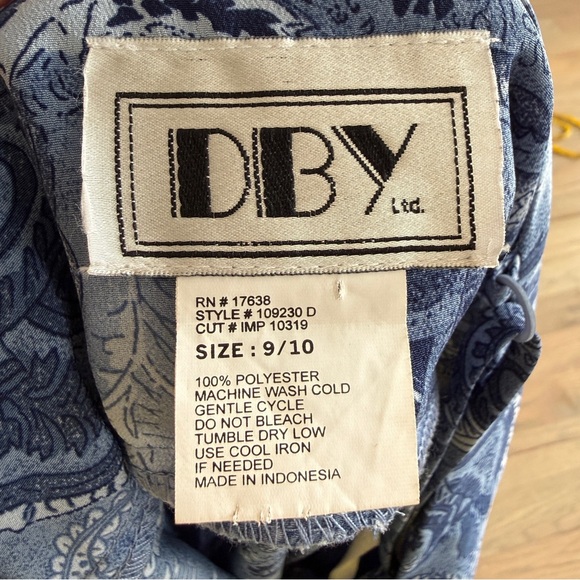 DBY
Ltd.
RN # 17638
STYLE # 109230 D
CUT # IMP 10319
SIZE : 9/10
100% POLYESTER
MACHINE WASH COLD
GENTLE CYCLE
DO NOT BLEACH
TUMBLE DRY LOW
USE COOL IRON
IF NEEDED
MADE IN INDONESIA